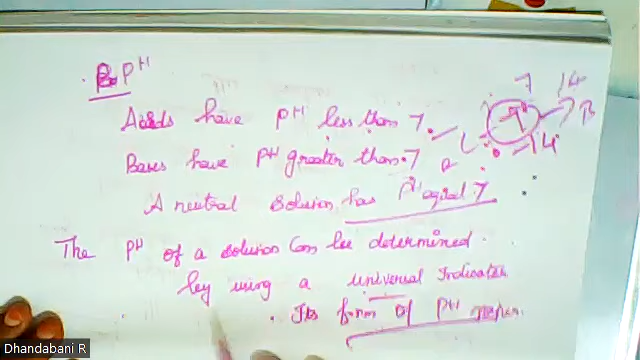 PH
Acids have PH less than 7.
Bases have PH greater than 7
A neutral solution has PH equal 7
7 14
B
14
The PH of a solution can be determined.
by using a universal Indicator
Its form of PH paper.
Dhandabani R